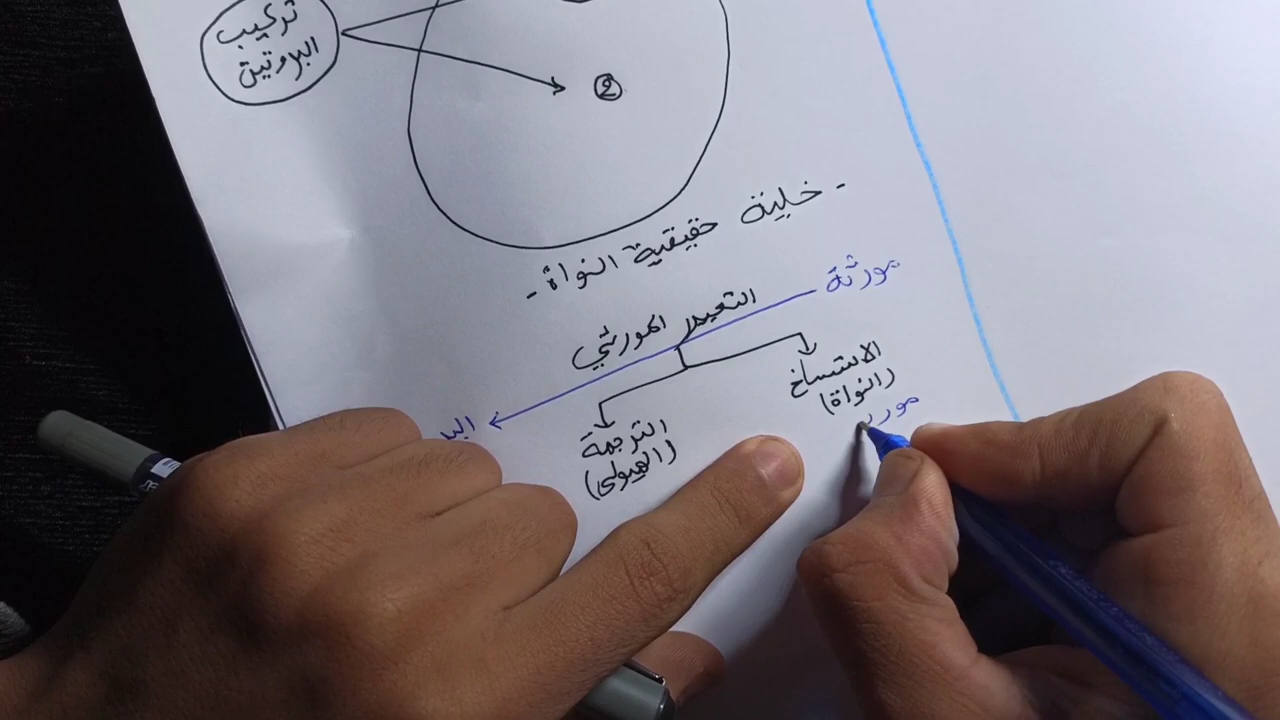 تركيب
البروتين
②
- خلية حقيقية النواة -
مورثة
التعبير المورثي
الاستنساخ
(النواة)
الترجمة
(الهيولى)